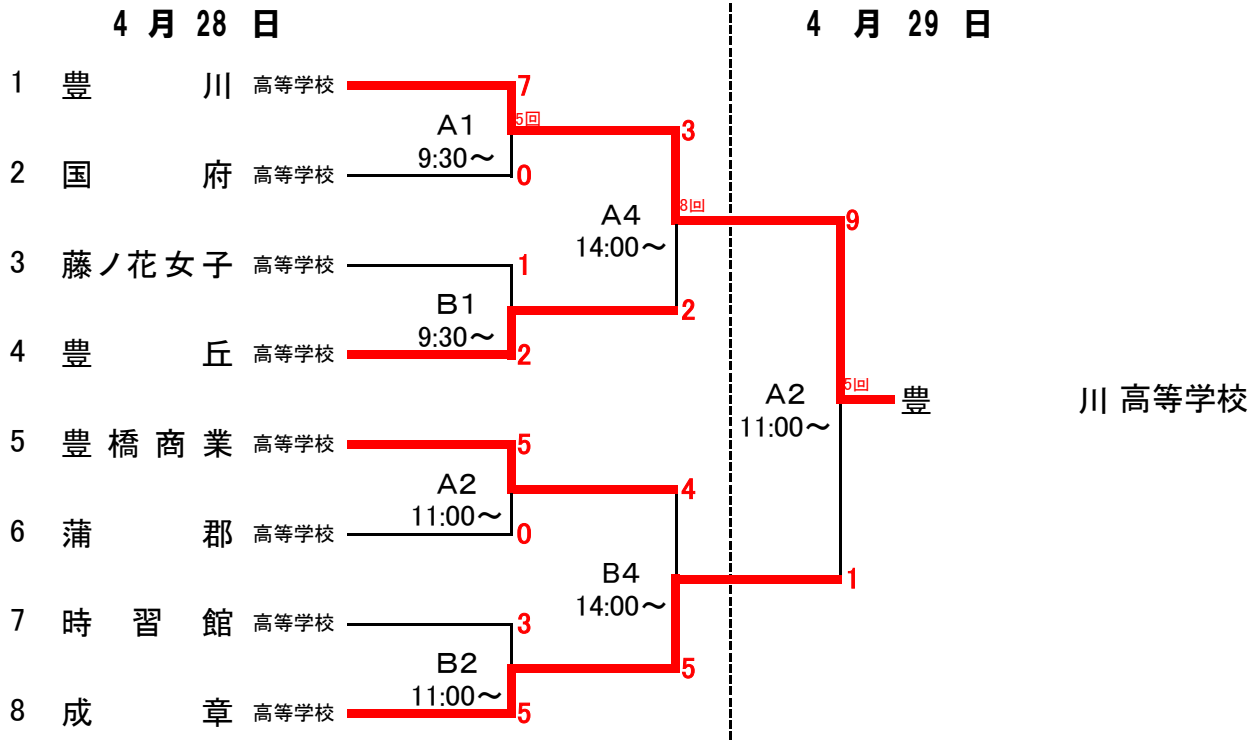 4 月 28 日
4 月 29 日
1 豊 川 高等学校 7
A1 5回 3
9:30～
2 国 府 高等学校 0
A4 8回 9
14:00～
3 藤ノ花女子 高等学校 1
B1 2
9:30～
4 豊 丘 高等学校 2
A2 5回 豊 川 高等学校
11:00～
5 豊橋商業 高等学校 5
A2 4
11:00～
6 蒲 郡 高等学校 0
B4 1
14:00～
7 時習館 高等学校 3
B2 5
11:00～
8 成 章 高等学校 5